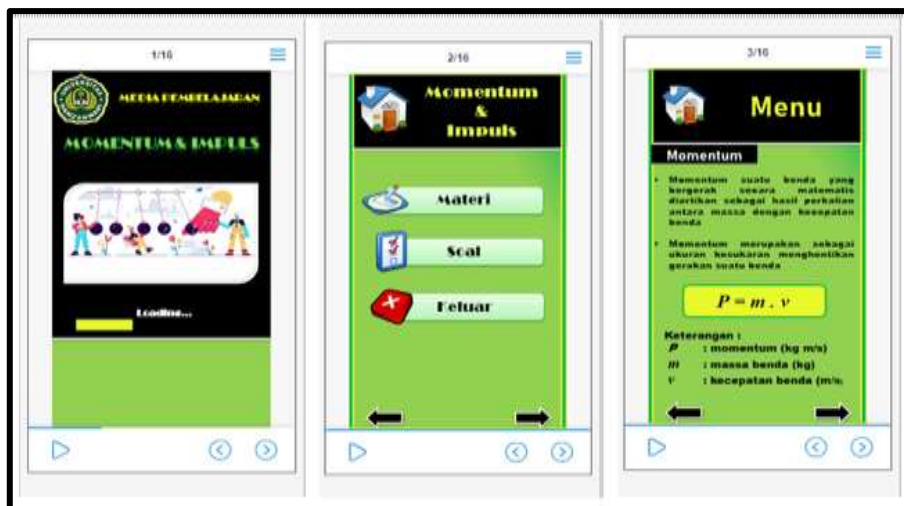 1/16
MEDIA PEMBELAJARAN
MOMENTUM & IMPULS
Loading...
2/16
Momentum
&
Impuls
Materi
Soal
Keluar
3/16
Menu
Momentum
Momentum suatu benda yang
bergerak secara matematis
diartikan sebagai hasil perkalian
antara massa dengan kecepatan
benda
Momentum merupakan sebagai
ukuran kesukaran menghentikan
gerakan suatu benda
P = m . v
Keterangan :
P : momentum (kg m/s)
m : massa benda (kg)
v : kecepatan benda (m/s)